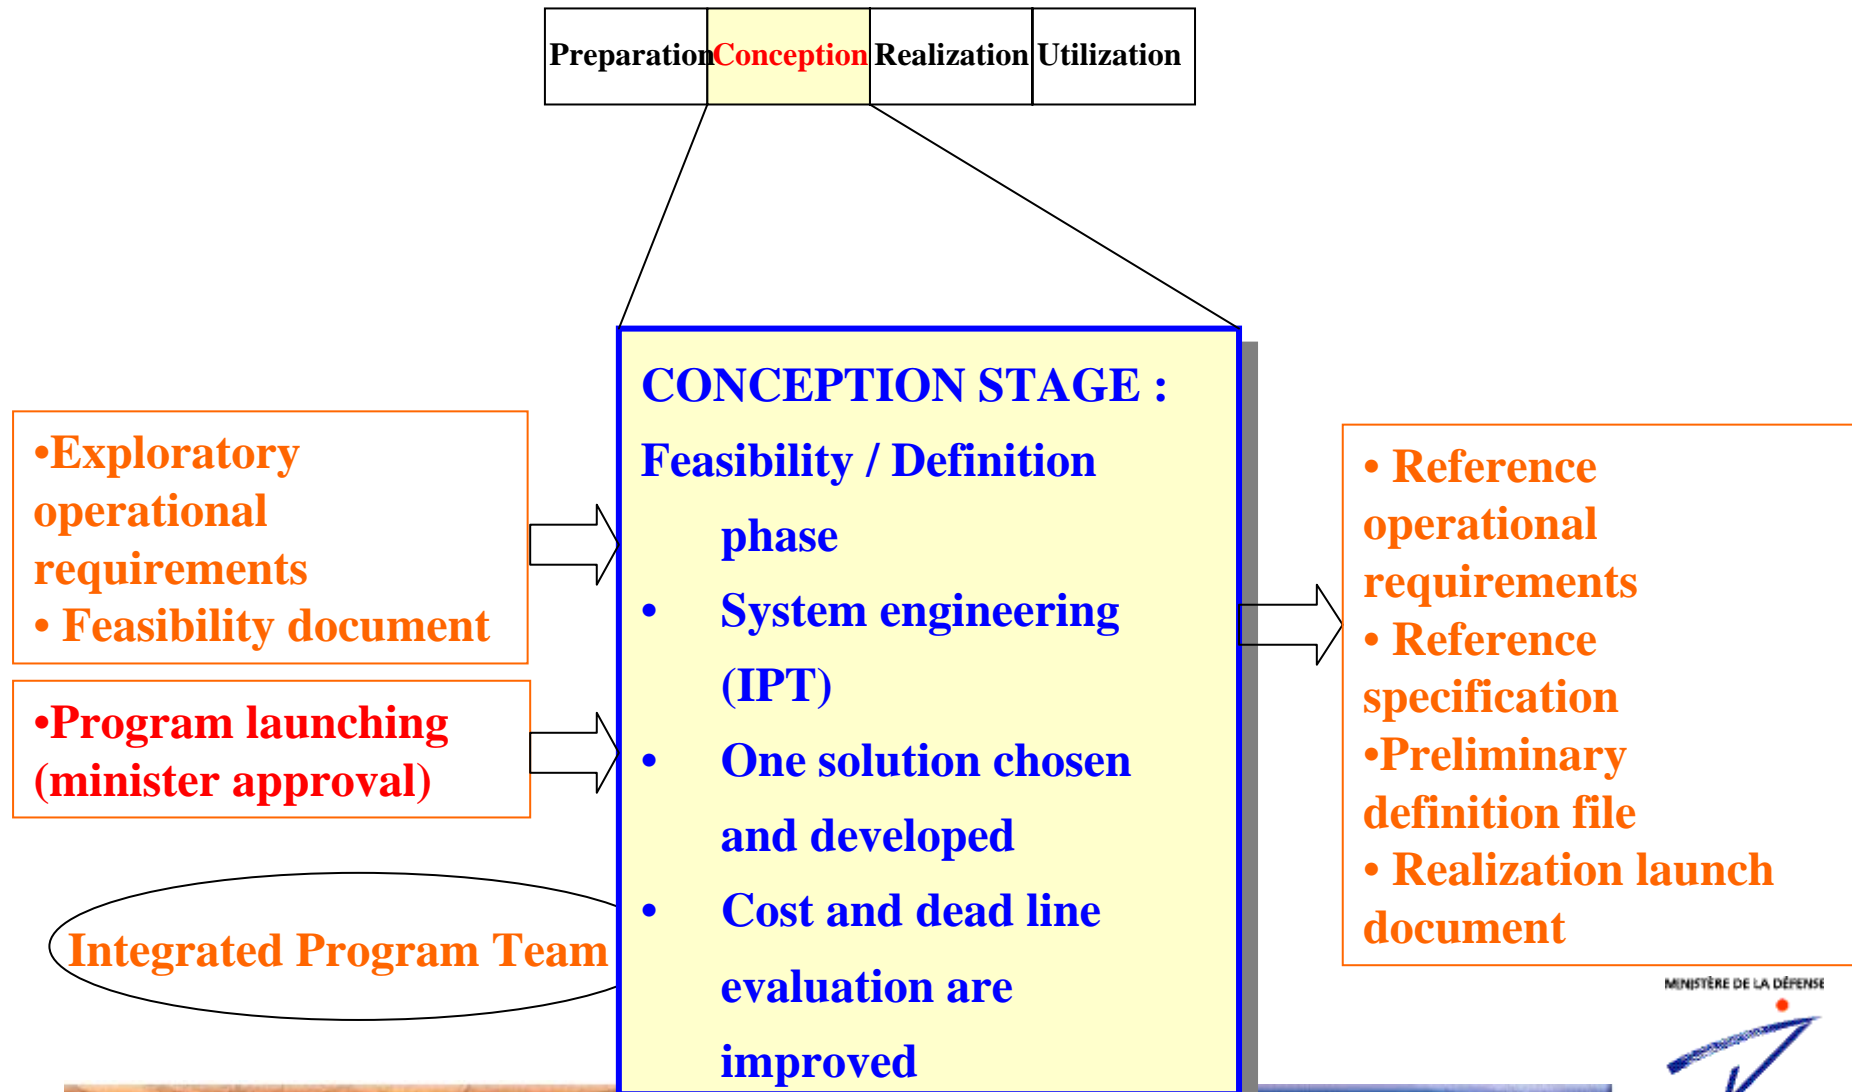 Preparation Conception Realization Utilization
•Exploratory
operational
requirements
• Feasibility document
•Program launching
(minister approval)
Integrated Program Team
CONCEPTION STAGE :
Feasibility / Definition
phase
• System engineering
(IPT)
• One solution chosen
and developed
• Cost and dead line
evaluation are
improved
• Reference
operational
requirements
• Reference
specification
•Preliminary
definition file
• Realization launch
document
MINISTÈRE DE LA DÉFENSE